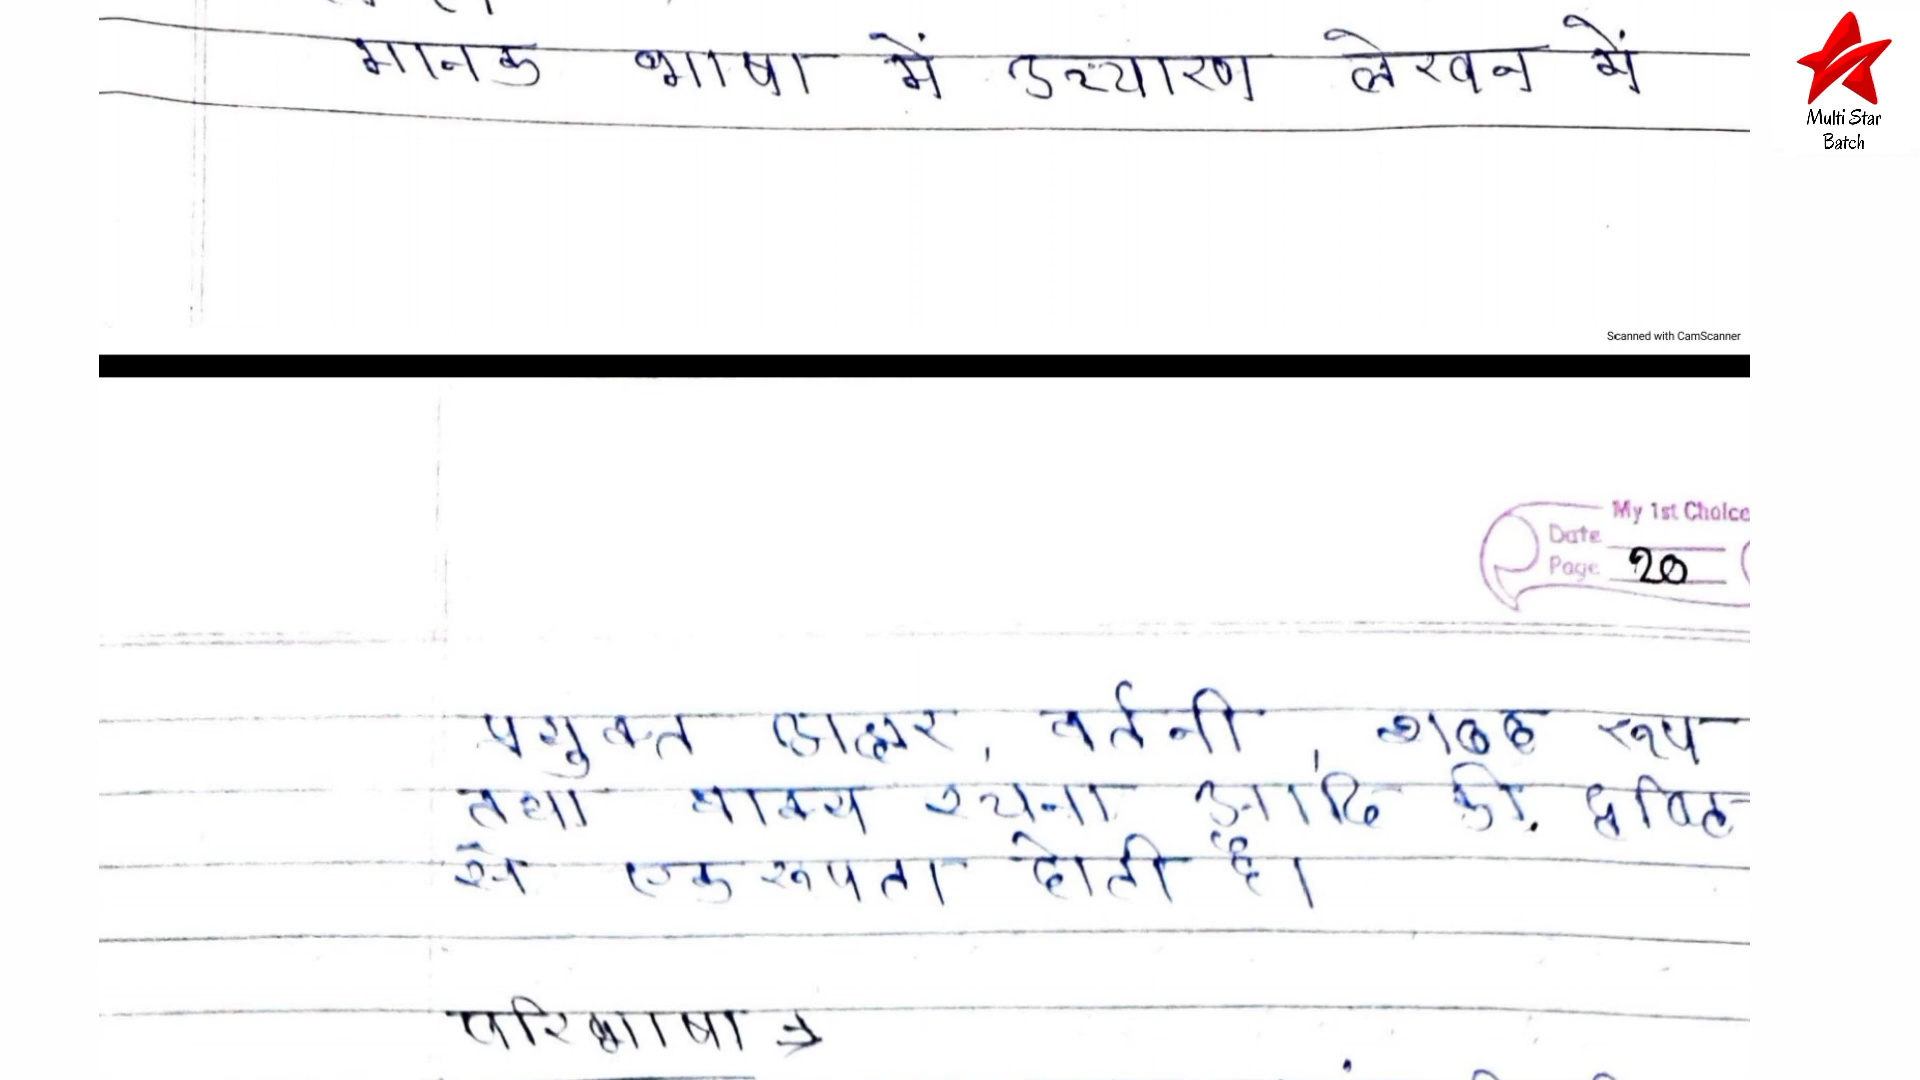 मानक भाषा में उच्चारण लेखन में
Multi Star
Batch
Scanned with CamScanner
My 1st Choice
Date
Page 20
प्रयुक्त अक्षर, वर्तनी, शब्द रूप
तथा वाक्य रचना आदि की दृष्टि
से एकरूपता होती है।
परिभाषा →